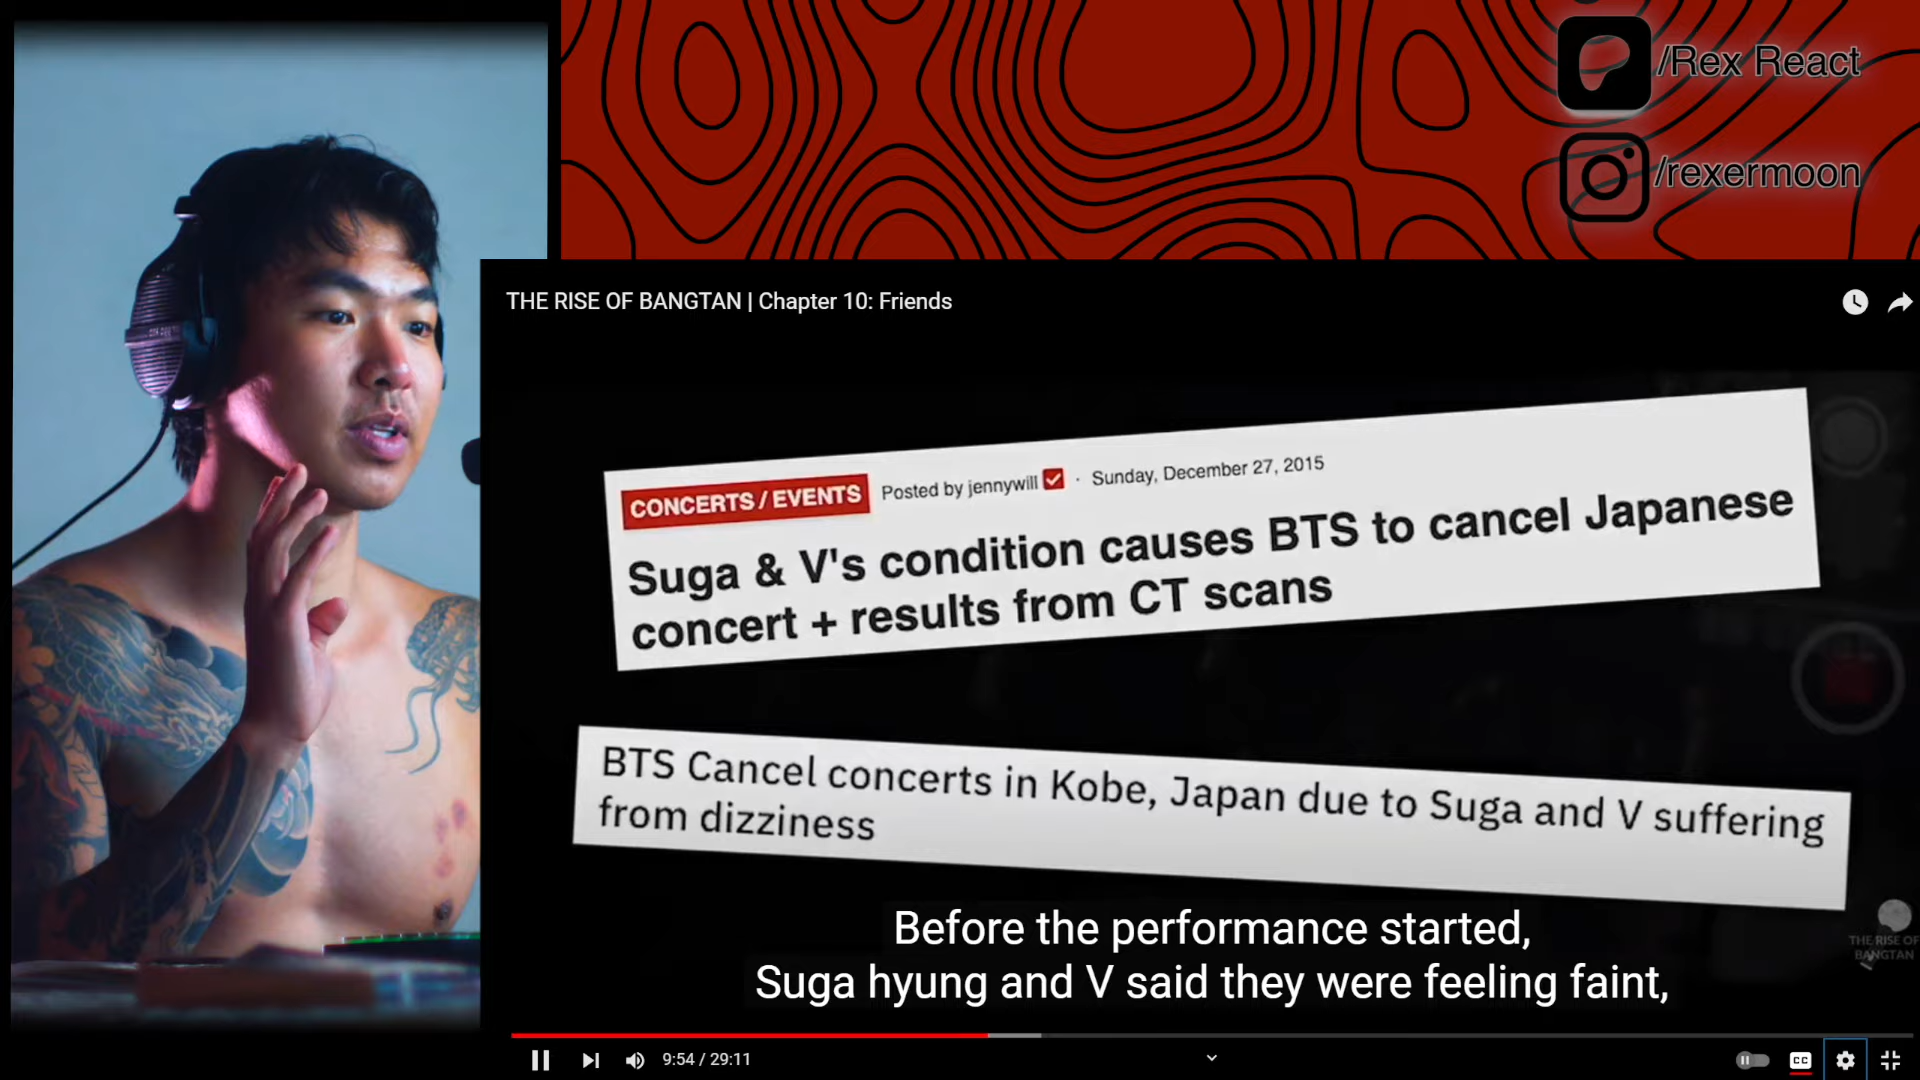 /Rex React
/rexermoon
THE RISE OF BANGTAN | Chapter 10: Friends
CONCERTS / EVENTS Posted by jennywill · Sunday, December 27, 2015
Suga & V's condition causes BTS to cancel Japanese
concert + results from CT scans
BTS Cancel concerts in Kobe, Japan due to Suga and V suffering
from dizziness
Before the performance started,
Suga hyung and V said they were feeling faint,
THE RISE OF
BANGTAN
9:54 / 29:11
CC